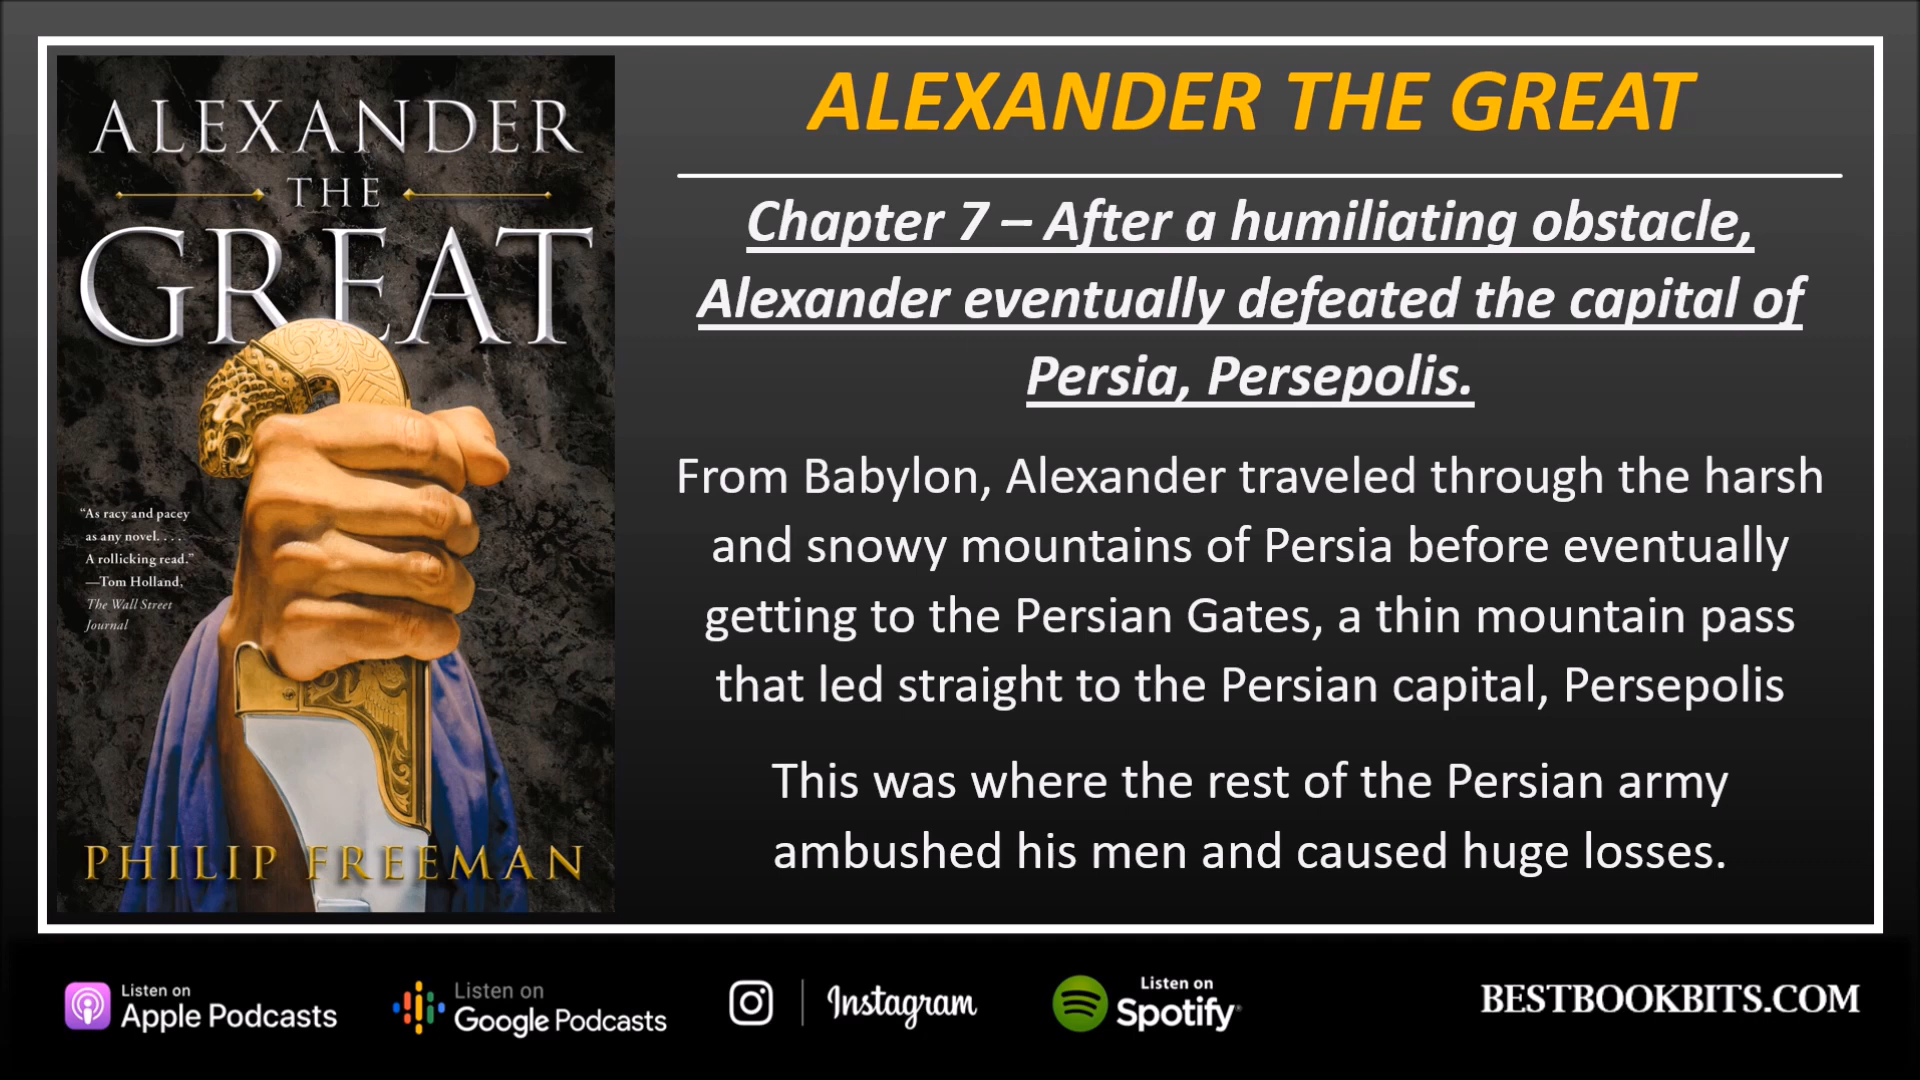 ALEXANDER
THE
GREAT
“As racy and pacey
as any novel. . . .
A rollicking read.”
—Tom Holland,
The Wall Street
Journal
PHILIP FREEMAN
ALEXANDER THE GREAT
Chapter 7 – After a humiliating obstacle,
Alexander eventually defeated the capital of
Persia, Persepolis.
From Babylon, Alexander traveled through the harsh
and snowy mountains of Persia before eventually
getting to the Persian Gates, a thin mountain pass
that led straight to the Persian capital, Persepolis
This was where the rest of the Persian army
ambushed his men and caused huge losses.
Listen on
Apple Podcasts
Listen on
Google Podcasts
Instagram
Listen on
Spotify
BESTBOOKBITS.COM